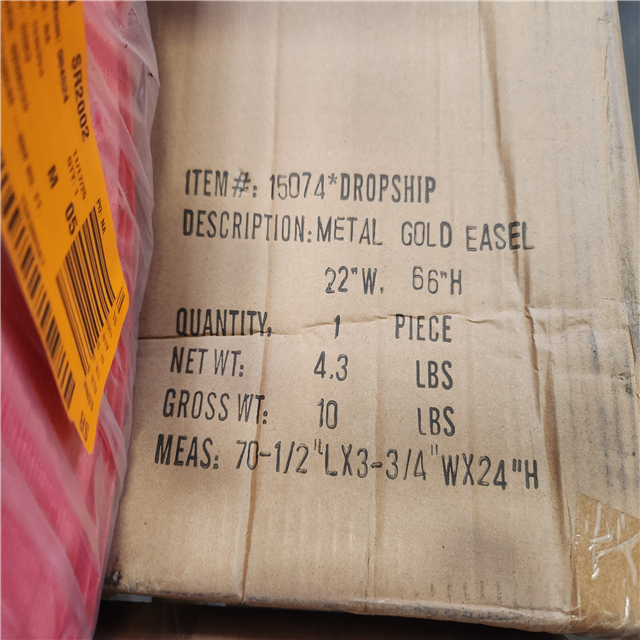 ITEM#: 15074*DROPSHIP
DESCRIPTION: METAL GOLD EASEL
22"W. 66"H
QUANTITY: 1 PIECE
NET WT: 4.3 LBS
GROSS WT: 10 LBS
MEAS: 70-1/2"LX3-3/4"WX24"H
SR2002
M 05